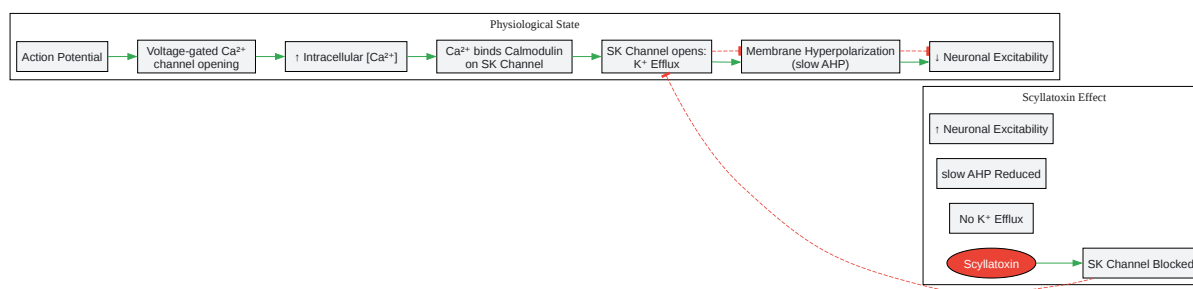 Physiological State
Action Potential
Voltage-gated Ca²⁺
channel opening
↑ Intracellular [Ca²⁺]
Ca²⁺ binds Calmodulin
on SK Channel
SK Channel opens:
K⁺ Efflux
Membrane Hyperpolarization
(slow AHP)
↓ Neuronal Excitability
Scyllatoxin Effect
↑ Neuronal Excitability
slow AHP Reduced
No K⁺ Efflux
Scyllatoxin
SK Channel Blocked